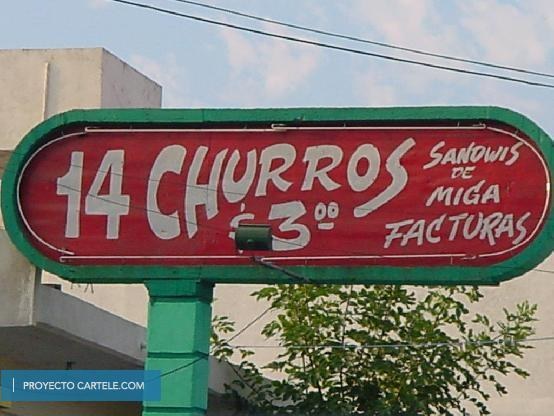 14 CHURROS
$ 3.00
SANDWIS
DE
MIGA
FACTURAS
PROYECTO CARTELE.COM